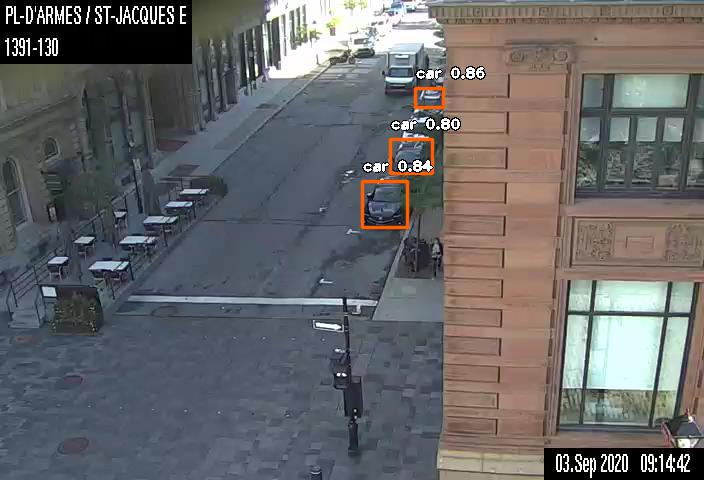 PL-D'ARMES / ST-JACQUES E
1391-130
car 0.86
car 0.80
car 0.84
03.Sep 2020 09:14:42